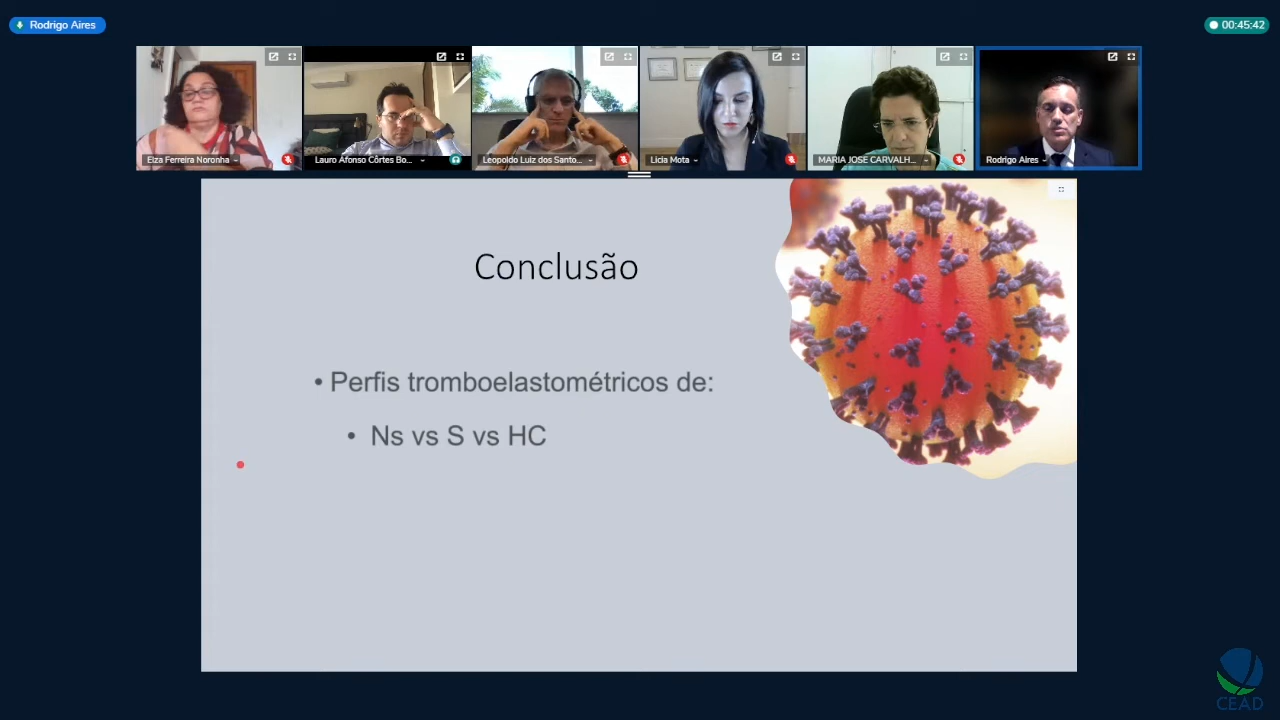 Rodrigo Aires
00:45:42
Elza Ferreira Noronha
Lauro Afonso Côrtes Bo...
Leopoldo Luiz dos Santo...
Licia Mota
MARIA JOSE CARVALH...
Rodrigo Aires
Conclusão
• Perfis tromboelastométricos de:
• Ns vs S vs HC
CEAD